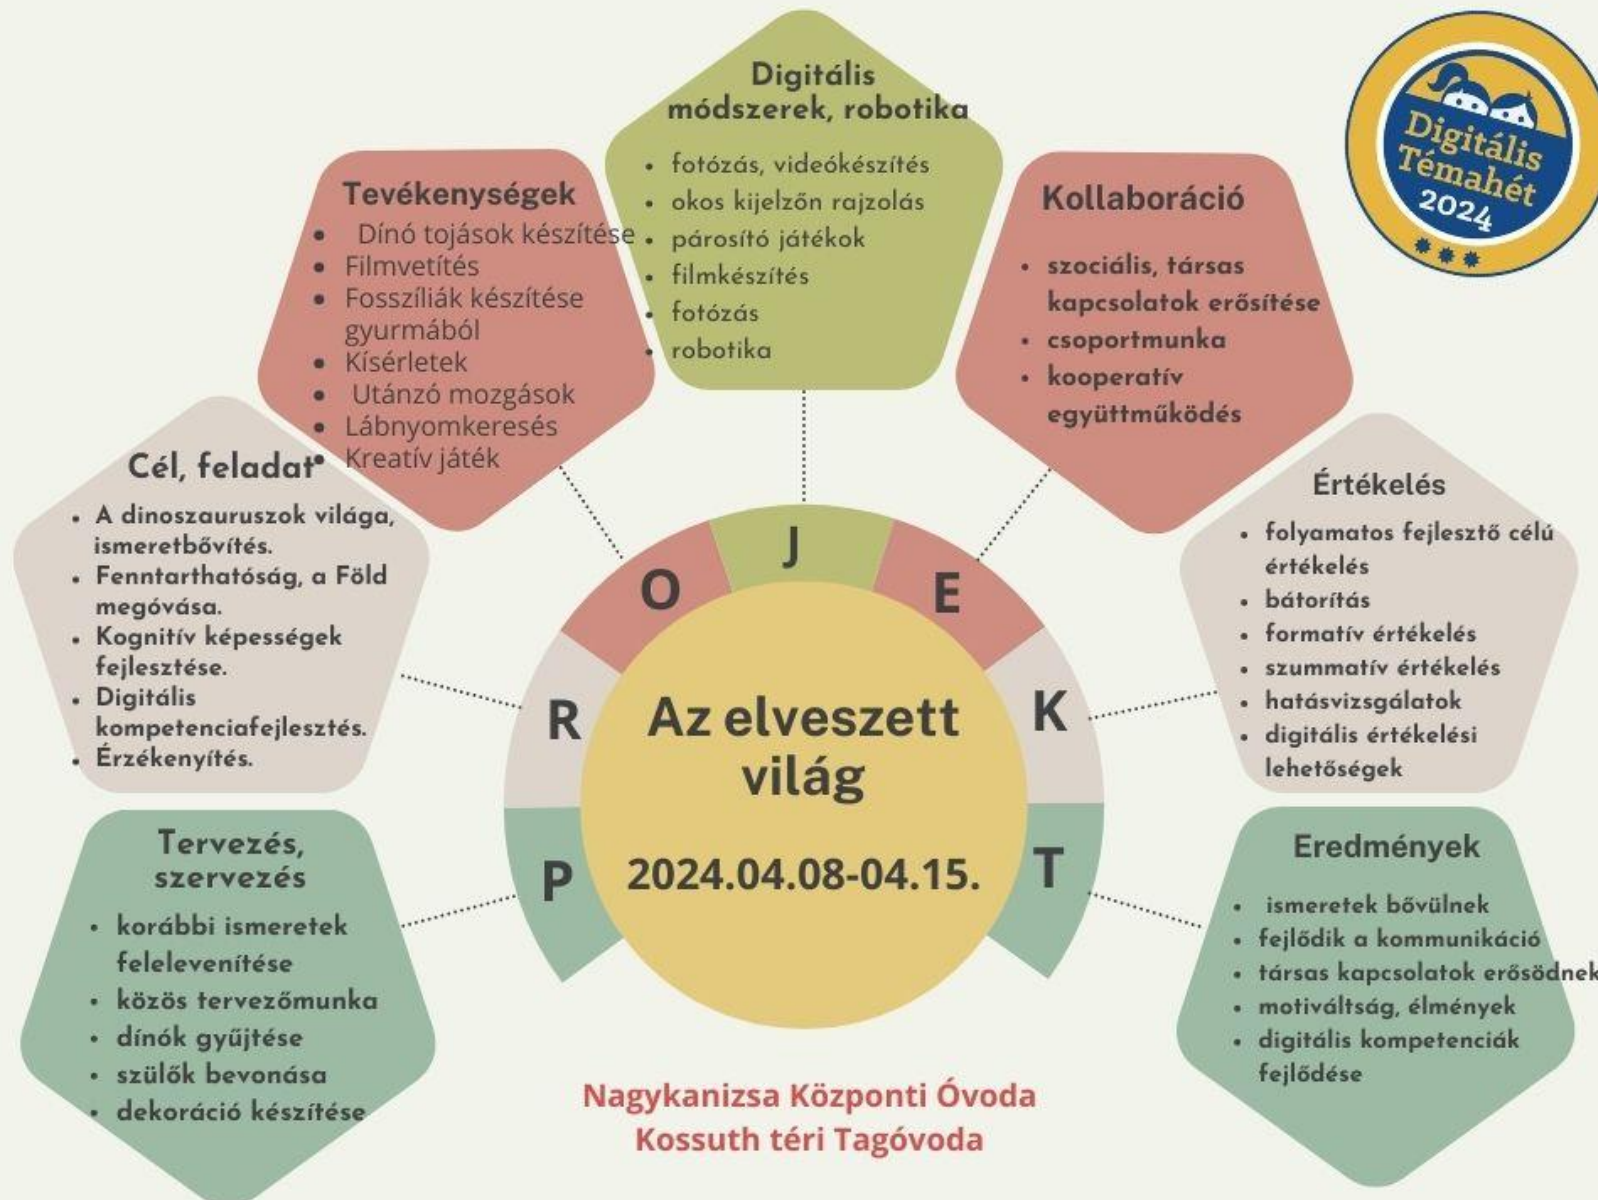 Digitális
módszerek, robotika
• fotózás, videókészítés
• okos kijelzőn rajzolás
• párosító játékok
• filmkészítés
• fotózás
• robotika
Digitális
Témahét
2024
Tevékenységek
• Dínó tojások készítése
• Filmvetítés
• Fosszíliák készítése
gyurmából
• Kísérletek
• Utánzó mozgások
• Lábnyomkeresés
• Kreatív játék
Kollaboráció
• szociális, társas
kapcsolatok erősítése
• csoportmunka
• kooperatív
együttműködés
Cél, feladat
• A dinoszauruszok világa,
ismeretbővítés.
• Fenntarthatóság, a Föld
megóvása.
• Kognitív képességek
fejlesztése.
• Digitális
kompetenciafejlesztés.
• Érzékenyítés.
Értékelés
• folyamatos fejlesztő célú
értékelés
• bátorítás
• formatív értékelés
• szummatív értékelés
• hatásvizsgálatok
• digitális értékelési
lehetőségek
P
R
O
J
E
K
T
Az elveszett
világ
2024.04.08-04.15.
Tervezés,
szervezés
• korábbi ismeretek
felelevenítése
• közös tervezőmunka
• dínók gyűjtése
• szülők bevonása
• dekoráció készítése
Eredmények
• ismeretek bővülnek
• fejlődik a kommunikáció
• társas kapcsolatok erősödnek
• motiváltság, élmények
• digitális kompetenciák
fejlődése
Nagykanizsa Központi Óvoda
Kossuth téri Tagóvoda